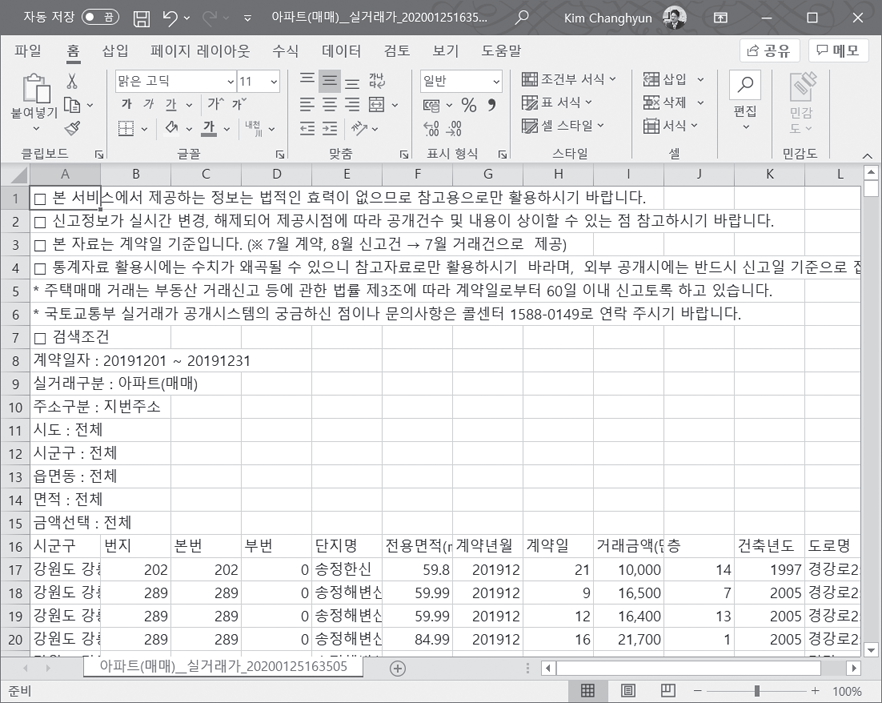 자동 저장 끔 아파트(매매)__실거래가_202001251635... Kim Changhyun
파일 홈 삽입 페이지 레이아웃 수식 데이터 검토 보기 도움말 공유 메모
붙여넣기 맑은 고딕 11 가 가 가 가 가 내천 川 가나 일반 % 조건부 서식 표 서식 셀 스타일 삽입 삭제 서식 편집 민감도
클립보드 글꼴 맞춤 표시 형식 스타일 셀 민감도
A B C D E F G H I J K L
1 □ 본 서비스에서 제공하는 정보는 법적인 효력이 없으므로 참고용으로만 활용하시기 바랍니다.
2 □ 신고정보가 실시간 변경, 해제되어 제공시점에 따라 공개건수 및 내용이 상이할 수 있는 점 참고하시기 바랍니다.
3 □ 본 자료는 계약일 기준입니다. (※ 7월 계약, 8월 신고건 → 7월 거래건으로 제공)
4 □ 통계자료 활용시에는 수치가 왜곡될 수 있으니 참고자료로만 활용하시기 바라며, 외부 공개시에는 반드시 신고일 기준으로
5 * 주택매매 거래는 부동산 거래신고 등에 관한 법률 제3조에 따라 계약일로부터 60일 이내 신고토록 하고 있습니다.
6 * 국토교통부 실거래가 공개시스템의 궁금하신 점이나 문의사항은 콜센터 1588-0149로 연락 주시기 바랍니다.
7 □ 검색조건
8 계약일자 : 20191201 ~ 20191231
9 실거래구분 : 아파트(매매)
10 주소구분 : 지번주소
11 시도 : 전체
12 시군구 : 전체
13 읍면동 : 전체
14 면적 : 전체
15 금액선택 : 전체
16 시군구 번지 본번 부번 단지명 전용면적( 계약년월 계약일 거래금액( 층 건축년도 도로명
17 강원도 202 202 0 송정한신 59.8 201912 21 10,000 14 1997 경강로2
18 강원도 289 289 0 송정해변신 59.99 201912 9 16,500 7 2005 경강로2
19 강원도 289 289 0 송정해변신 59.99 201912 12 16,400 13 2005 경강로2
20 강원도 289 289 0 송정해변신 84.99 201912 16 21,700 1 2005 경강로2
아파트(매매)__실거래가_20200125163505
준비 100%